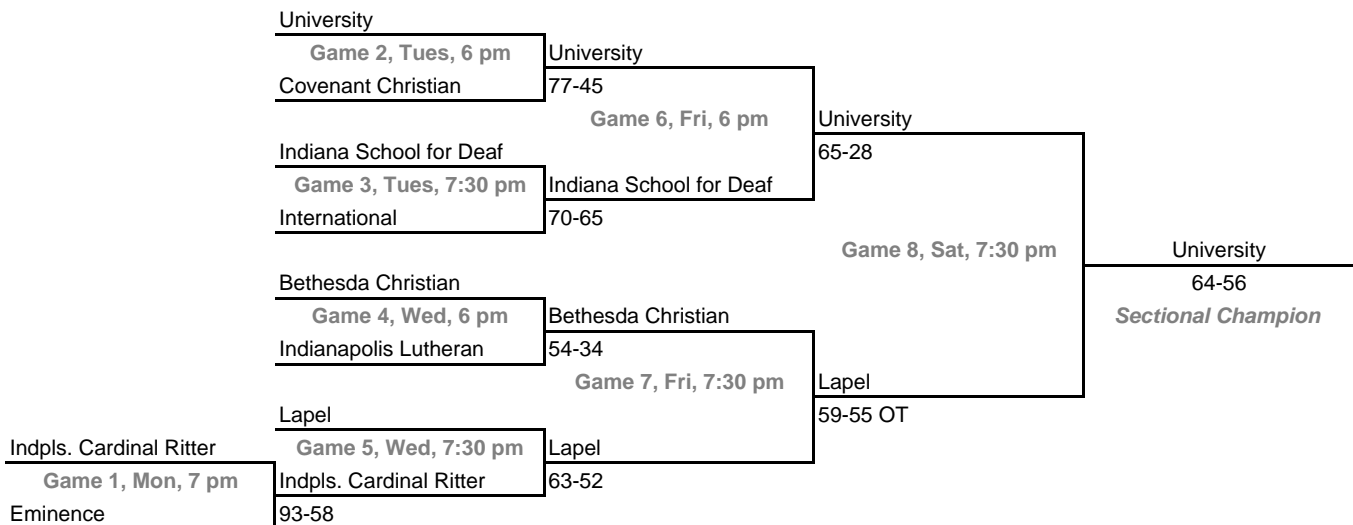 University
Game 2, Tues, 6 pm
University
Covenant Christian
77-45
Game 6, Fri, 6 pm
University
Indiana School for Deaf
65-28
Game 3, Tues, 7:30 pm
Indiana School for Deaf
International
70-65
Game 8, Sat, 7:30 pm
University
Bethesda Christian
64-56
Game 4, Wed, 6 pm
Bethesda Christian
Sectional Champion
Indianapolis Lutheran
54-34
Game 7, Fri, 7:30 pm
Lapel
Lapel
59-55 OT
Indpls. Cardinal Ritter
Game 5, Wed, 7:30 pm
Lapel
Game 1, Mon, 7 pm
Indpls. Cardinal Ritter
63-52
Eminence
93-58